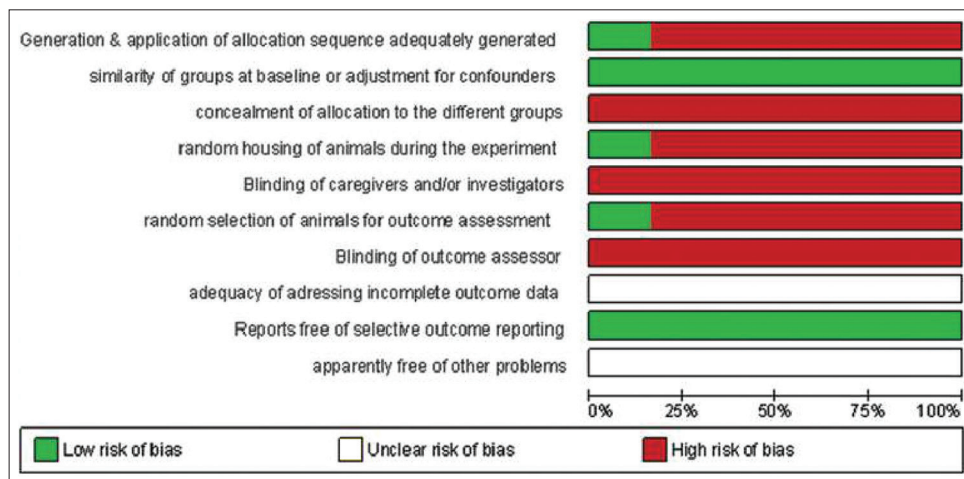 Generation & application of allocation sequence adequately generated
similarity of groups at baseline or adjustment for confounders
concealment of allocation to the different groups
random housing of animals during the experiment
Blinding of caregivers and/or investigators
random selection of animals for outcome assessment
Blinding of outcome assessor
adequacy of adressing incomplete outcome data
Reports free of selective outcome reporting
apparently free of other problems
0% 25% 50% 75% 100%
Low risk of bias Unclear risk of bias High risk of bias